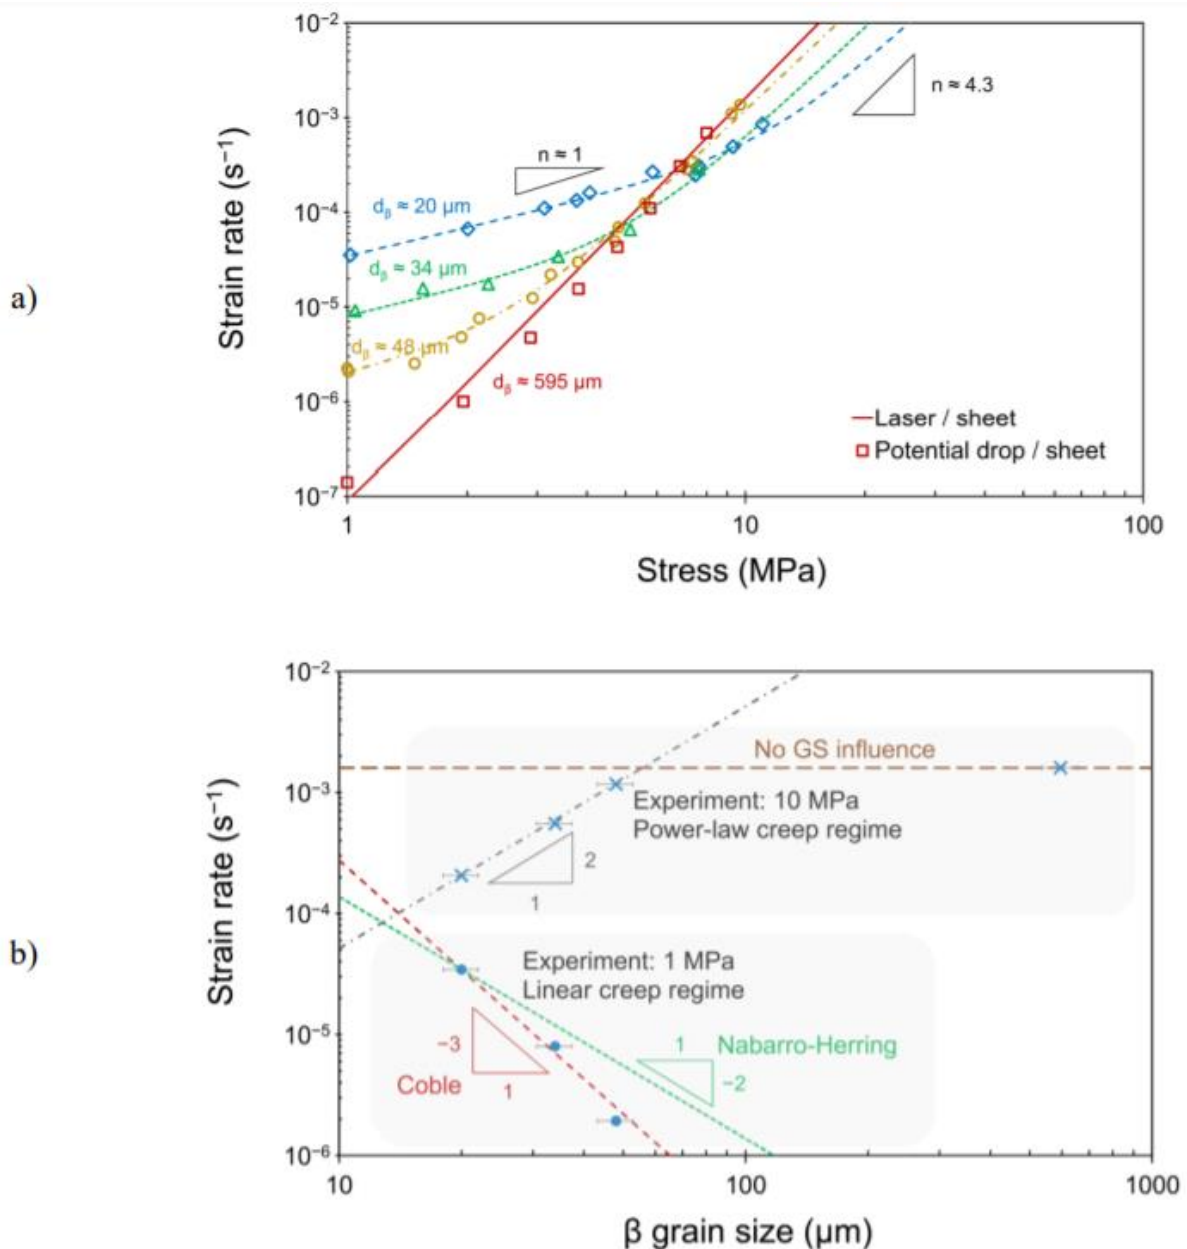 a)
Strain rate (s⁻¹)
10⁻²
10⁻³
10⁻⁴
10⁻⁵
10⁻⁶
10⁻⁷
n ≈ 1
n ≈ 4.3
dᵦ ≈ 20 µm
dᵦ ≈ 34 µm
dᵦ ≈ 48 µm
dᵦ ≈ 595 µm
Laser / sheet
Potential drop / sheet
1 10 100
Stress (MPa)
b)
Strain rate (s⁻¹)
10⁻²
10⁻³
10⁻⁴
10⁻⁵
10⁻⁶
No GS influence
Experiment: 10 MPa
Power-law creep regime
2
1
Experiment: 1 MPa
Linear creep regime
−3
Coble
1
1
Nabarro-Herring
−2
10 100 1000
β grain size (µm)